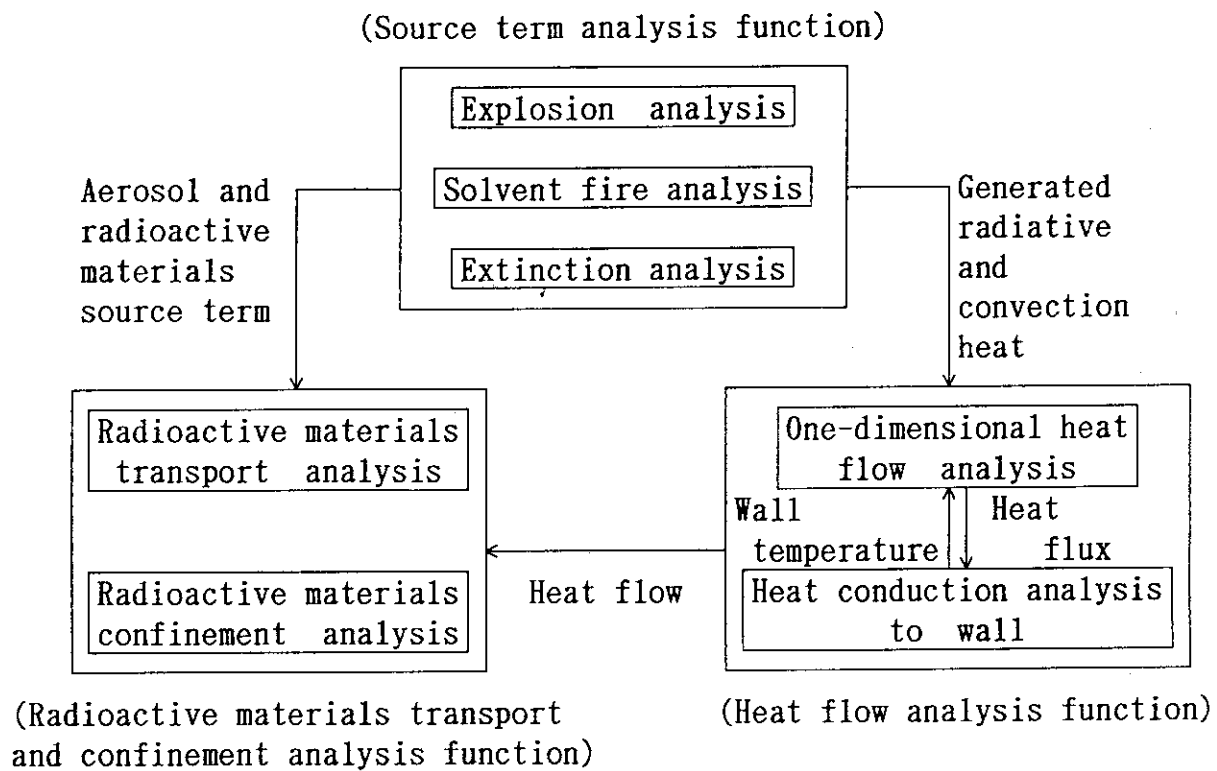 (Source term analysis function)
Explosion analysis
Solvent fire analysis
Extinction analysis
Aerosol and
radioactive
materials
source term
Generated
radiative
and
convection
heat
Radioactive materials
transport analysis
Radioactive materials
confinement analysis
Heat flow
One-dimensional heat
flow analysis
Wall
temperature
Heat
flux
Heat conduction analysis
to wall
(Radioactive materials transport
and confinement analysis function)
(Heat flow analysis function)